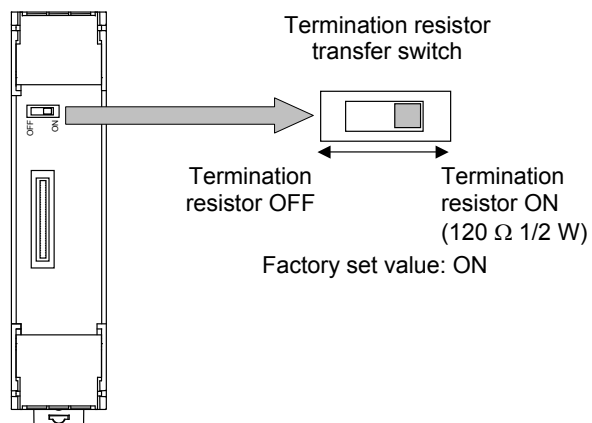 Termination resistor
transfer switch
OFF
ON
Termination
resistor OFF
Termination
resistor ON
(120 Ω 1/2 W)
Factory set value: ON